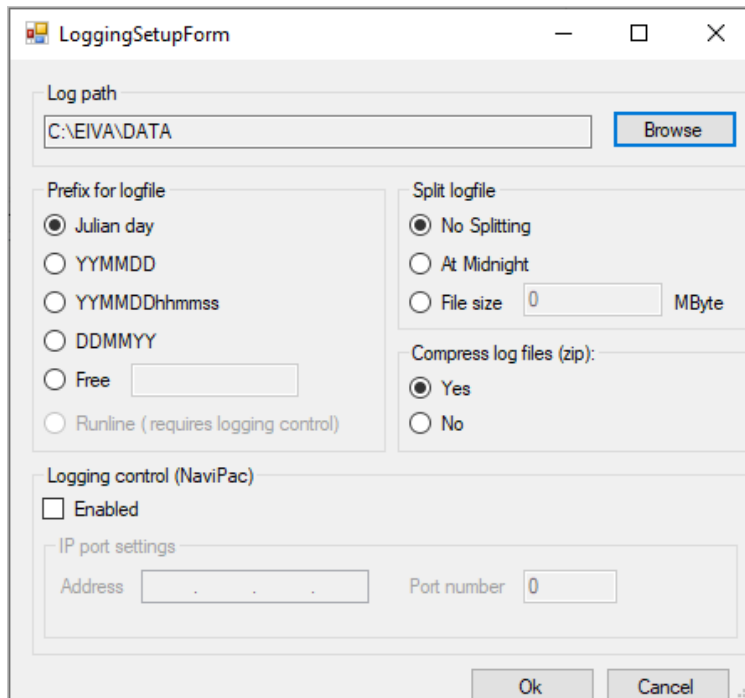 LoggingSetupForm
Log path
C:\EIVA\DATA
Browse
Prefix for logfile
Julian day
YYMMDD
YYMMDDhhmmss
DDMMYY
Free
Runline ( requires logging control)
Split logfile
No Splitting
At Midnight
File size 0 MByte
Compress log files (zip):
Yes
No
Logging control (NaviPac)
Enabled
IP port settings
Address . . . Port number 0
Ok Cancel